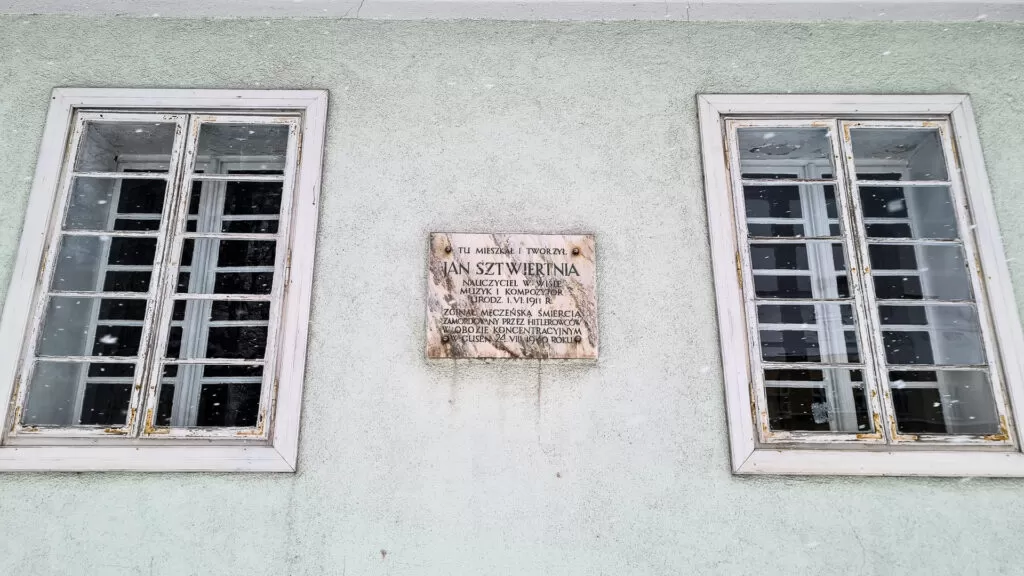 TU MIESZKAŁ I TWORZYŁ
JAN SZTWIERTNIA
NAUCZYCIEL W WIŚLE
MUZYK I KOMPOZYTOR
URODZ. 1. VI. 1911 R.
ZGINĄŁ MĘCZEŃSKĄ ŚMIERCIĄ
ZAMORDOWANY PRZEZ HITLEROWCÓW
W OBOZIE KONCENTRACYJNYM
W GUSEN 24. VIII. 1940 ROKU